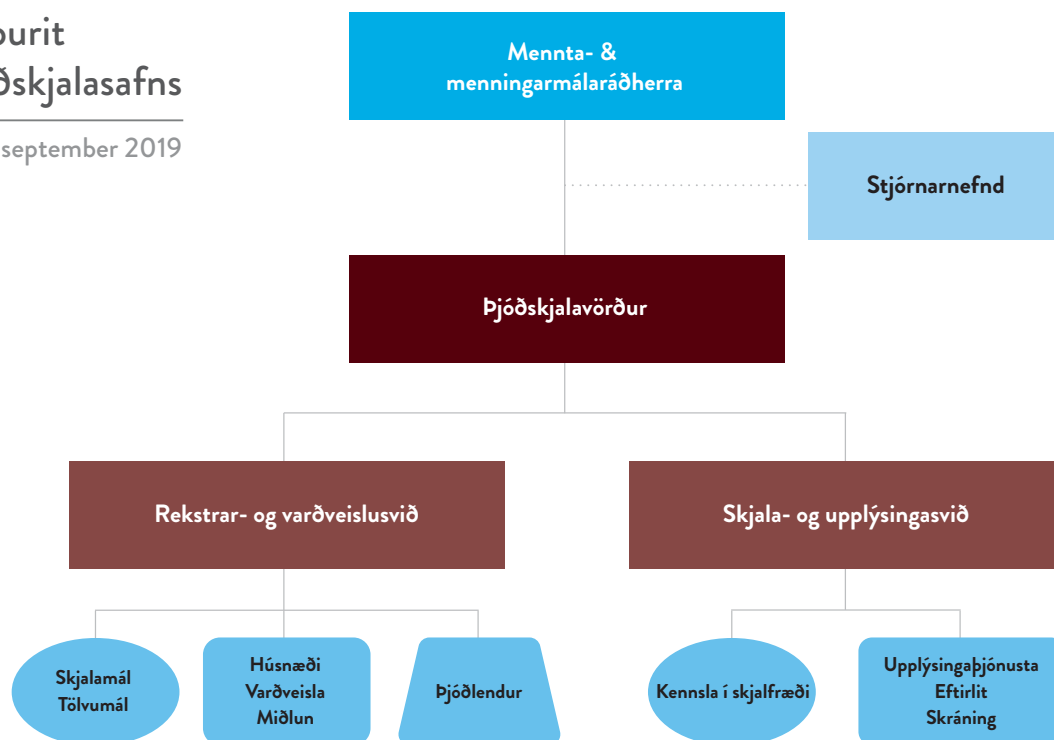 purit
ðskjalasafns
september 2019
Mennta- &
menningarmálaráðherra
Stjórnarnefnd
Þjóðskjalavörður
Rekstrar- og varðveislusvið
Skjala- og upplýsingasvið
Skjalamál
Tölvumál
Húsnæði
Varðveisla
Miðlun
Þjóðlendur
Kennsla í skjalfræði
Upplýsingaþjónusta
Eftirlit
Skráning